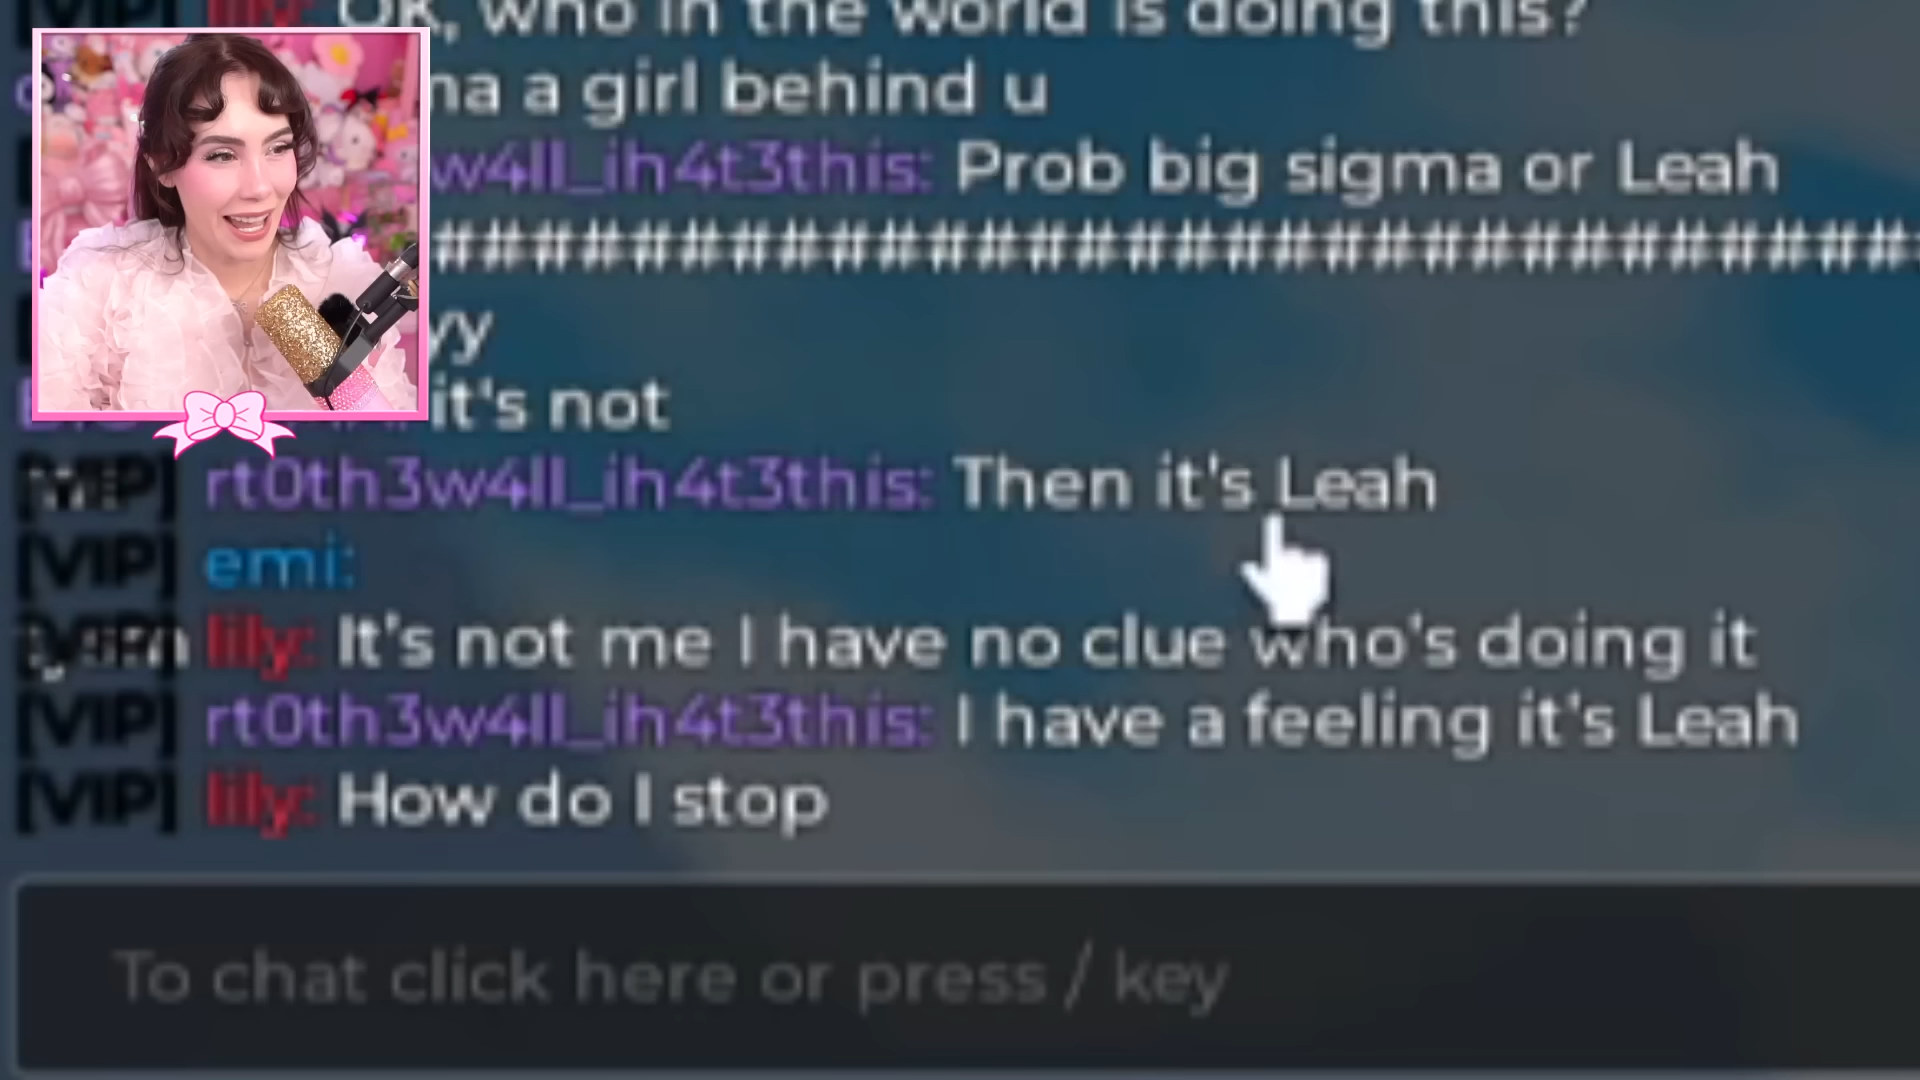 [VIP] lily: OK, who in the world is doing this?
a girl behind u
w4ll_ih4t3this: Prob big sigma or Leah
##############################
yy
it's not
[VIP] rt0th3w4ll_ih4t3this: Then it's Leah
[VIP] emi:
lily: It's not me I have no clue who's doing it
[VIP] rt0th3w4ll_ih4t3this: I have a feeling it's Leah
[VIP] lily: How do I stop
To chat click here or press / key